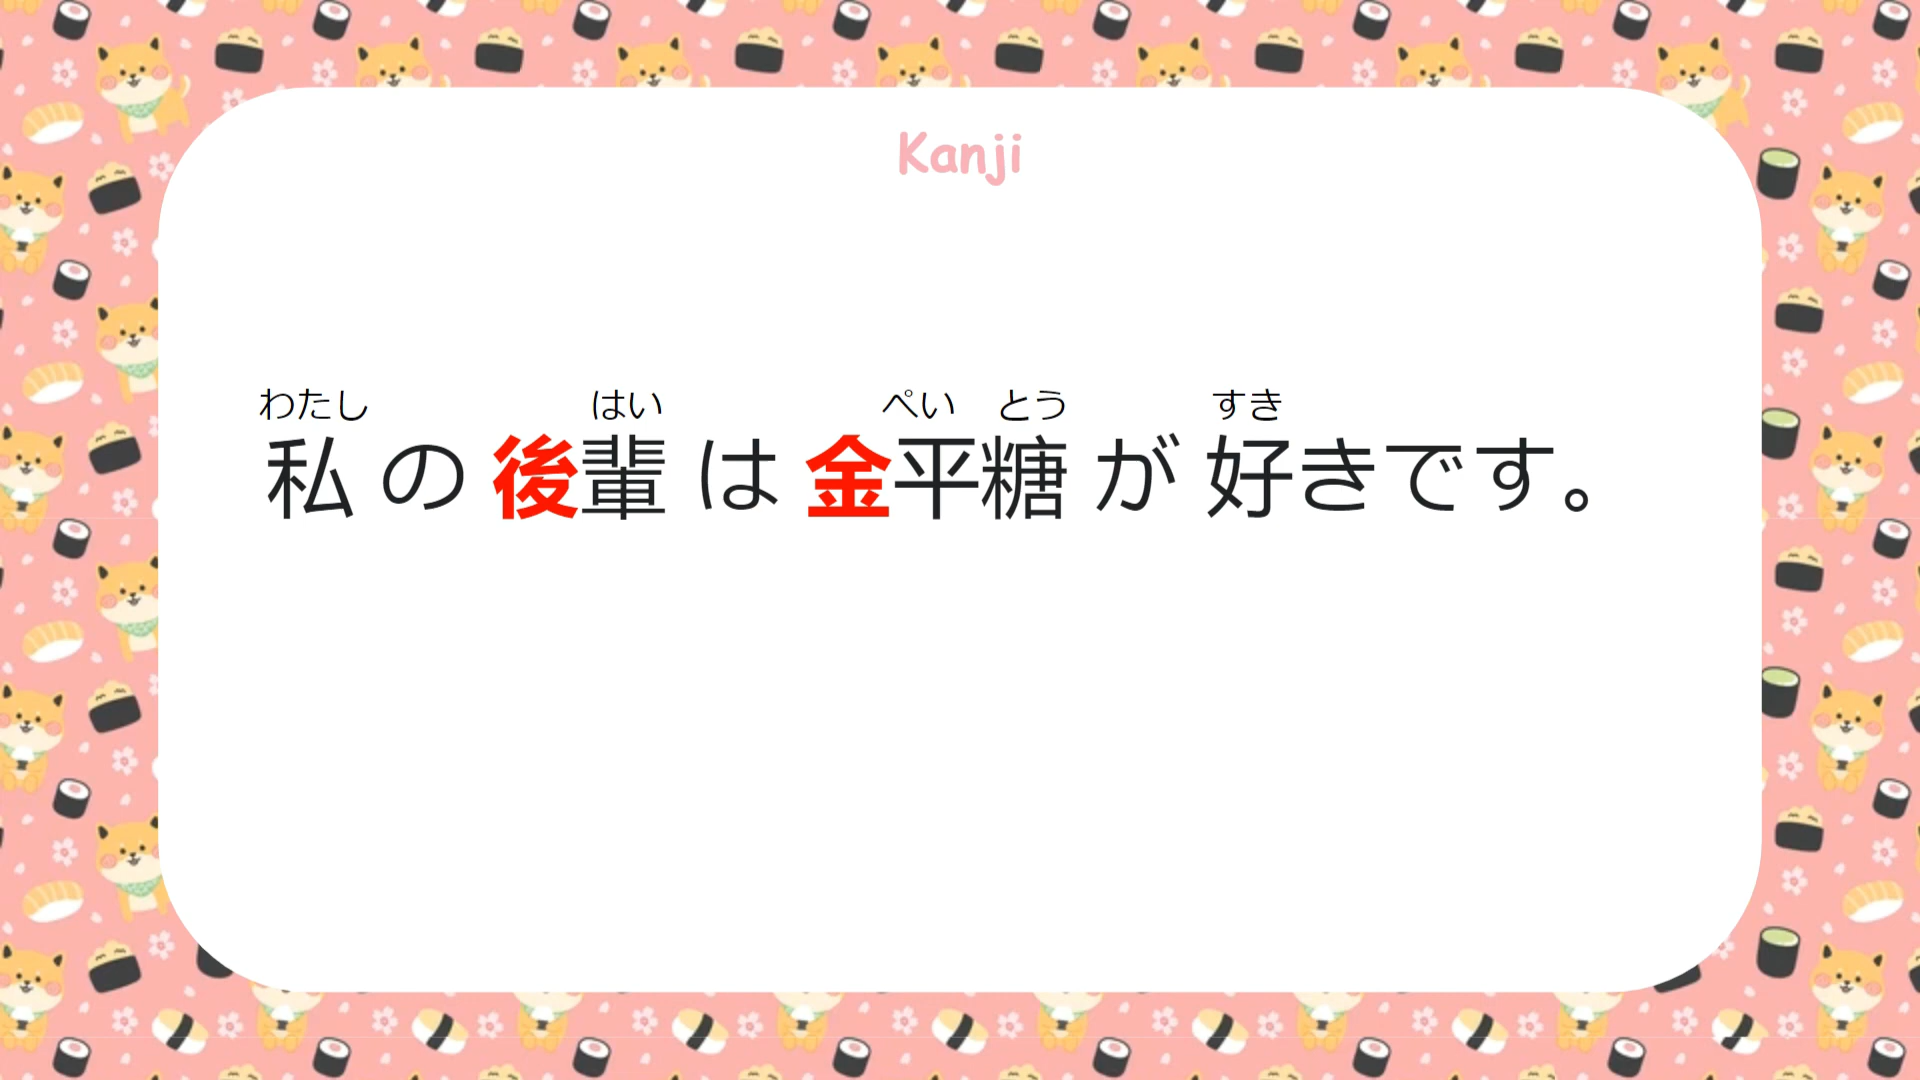 Kanji
わたし はい ぺい とう すき
私 の 後輩 は 金平糖 が 好きです。